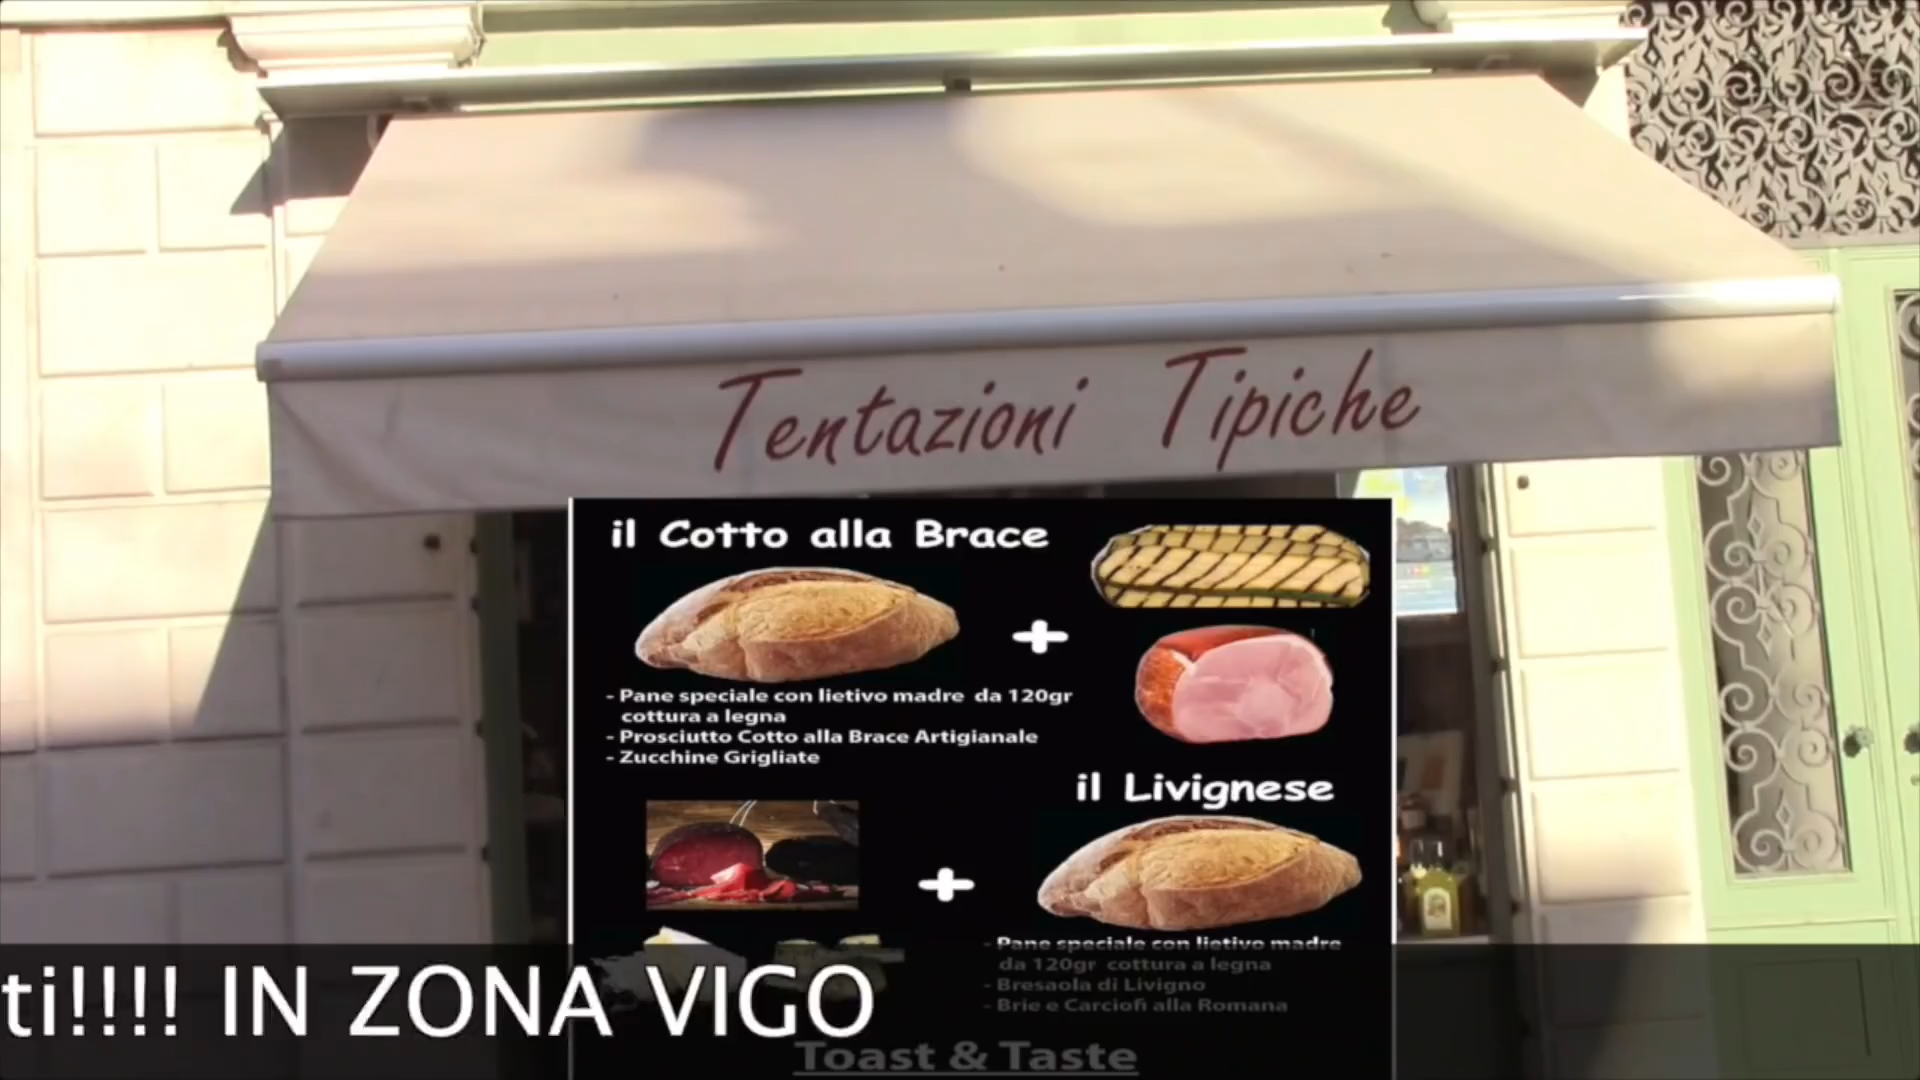 Tentazioni Tipiche
il Cotto alla Brace
- Pane speciale con lietivo madre da 120gr
cottura a legna
- Prosciutto Cotto alla Brace Artigianale
- Zucchine Grigliate
il Livignese
- Pane speciale con lietivo madre
da 120gr cottura a legna
- Bresaola di Livigno
- Brie e Carciofi alla Romana
ti!!!! IN ZONA VIGO
Toast & Taste